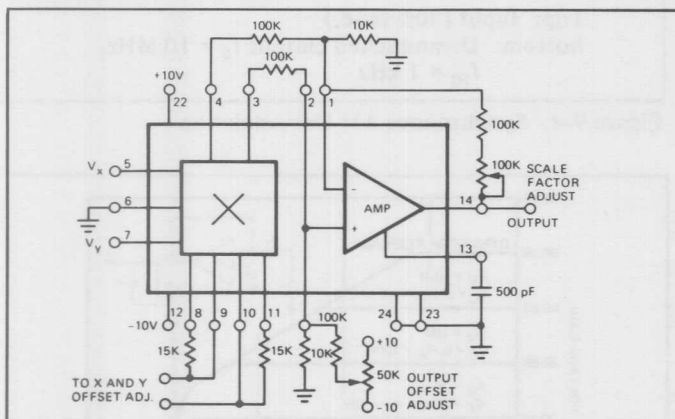 100K 10K
100K
+10V
22 4 3 2 1
100K
Vx 5
100K
SCALE
FACTOR
ADJUST
6
AMP
14
OUTPUT
VY 7
13
500 pF
12 8 9 10 11 24 23
-10V
100K
15K 15K 10K
+10
50K
-10
OUTPUT
OFFSET
ADJUST
TO X AND Y
OFFSET ADJ.